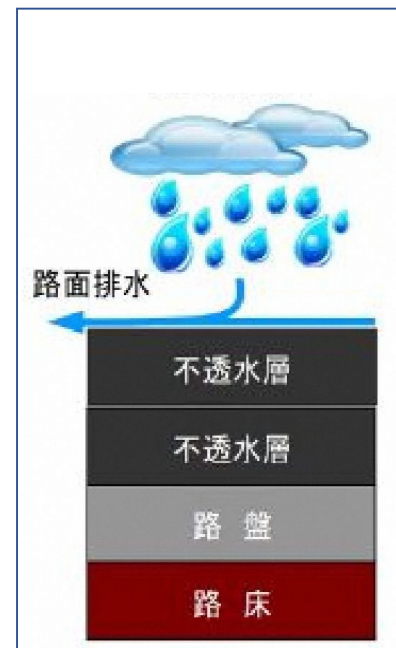 路面排水
不透水層
不透水層
路 盤
路 床